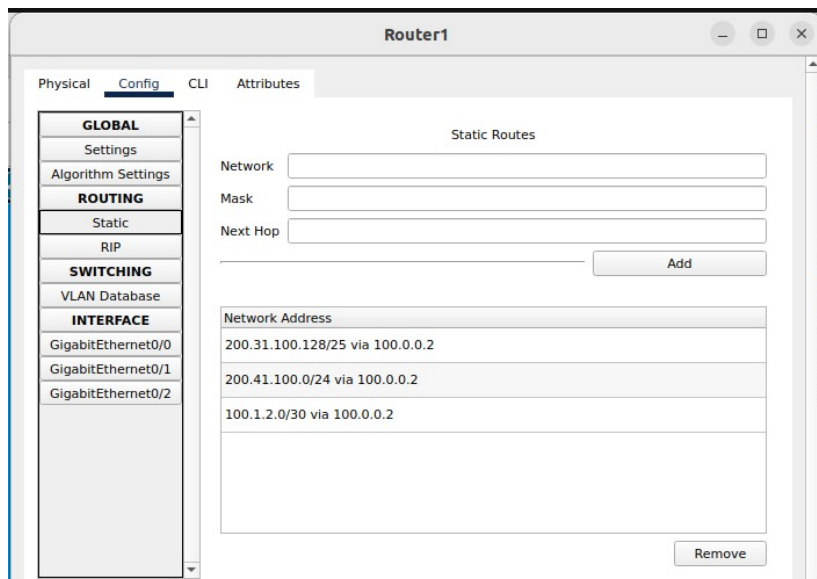 Router1
Physical Config CLI Attributes
GLOBAL
Settings
Algorithm Settings
ROUTING
Static
RIP
SWITCHING
VLAN Database
INTERFACE
GigabitEthernet0/0
GigabitEthernet0/1
GigabitEthernet0/2
Static Routes
Network
Mask
Next Hop
Add
Network Address
200.31.100.128/25 via 100.0.0.2
200.41.100.0/24 via 100.0.0.2
100.1.2.0/30 via 100.0.0.2
Remove